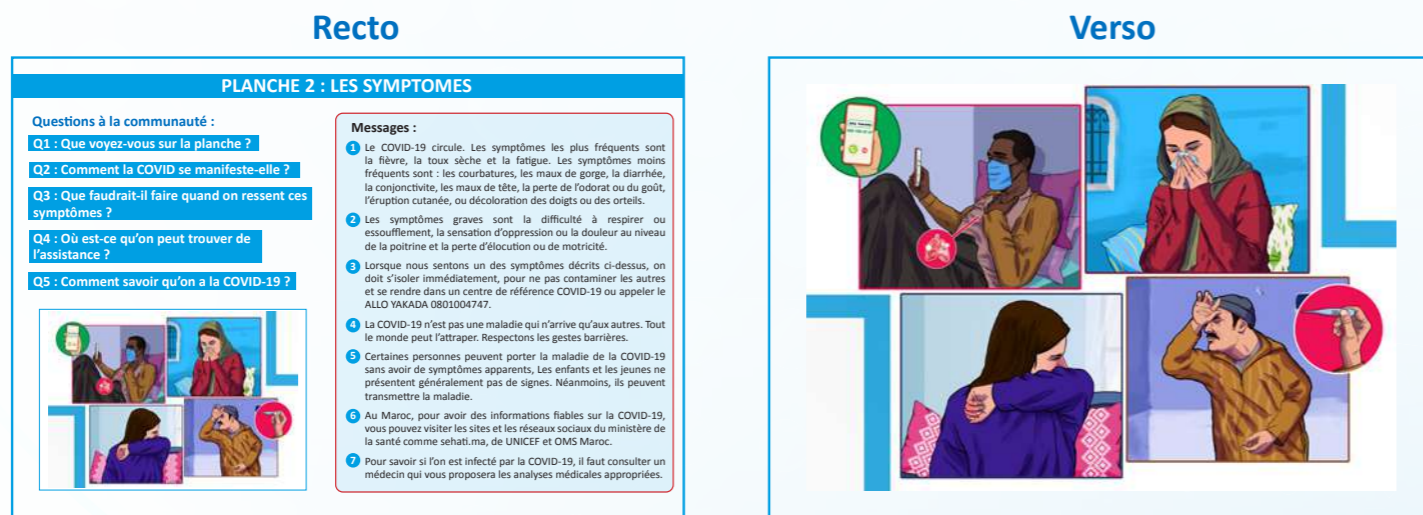 Recto
Verso
PLANCHE 2 : LES SYMPTOMES
Questions à la communauté :
Q1 : Que voyez-vous sur la planche ?
Q2 : Comment la COVID se manifeste-elle ?
Q3 : Que faudrait-il faire quand on ressent ces
symptômes ?
Q4 : Où est-ce qu'on peut trouver de
l'assistance ?
Q5 : Comment savoir qu'on a la COVID-19 ?
Messages :
1 Le COVID-19 circule. Les symptômes les plus fréquents sont
la fièvre, la toux sèche et la fatigue. Les symptômes moins
fréquents sont : les courbatures, les maux de gorge, la diarrhée,
la conjonctivite, les maux de tête, la perte de l'odorat ou du goût,
l'éruption cutanée, ou décoloration des doigts ou des orteils.
2 Les symptômes graves sont la difficulté à respirer ou
essoufflement, la sensation d'oppression ou la douleur au niveau
de la poitrine et la perte d'élocution ou de motricité.
3 Lorsque nous sentons un des symptômes décrits ci-dessus, on
doit s'isoler immédiatement, pour ne pas contaminer les autres
et se rendre dans un centre de référence COVID-19 ou appeler le
ALLO YAKADA 0801004747.
4 La COVID-19 n'est pas une maladie qui n'arrive qu'aux autres. Tout
le monde peut l'attraper. Respectons les gestes barrières.
5 Certaines personnes peuvent porter la maladie de la COVID-19
sans avoir de symptômes apparents, Les enfants et les jeunes ne
présentent généralement pas de signes. Néanmoins, ils peuvent
transmettre la maladie.
6 Au Maroc, pour avoir des informations fiables sur la COVID-19,
vous pouvez visiter les sites et les réseaux sociaux du ministère de
la santé comme sehati.ma, de UNICEF et OMS Maroc.
7 Pour savoir si l'on est infecté par la COVID-19, il faut consulter un
médecin qui vous proposera les analyses médicales appropriées.